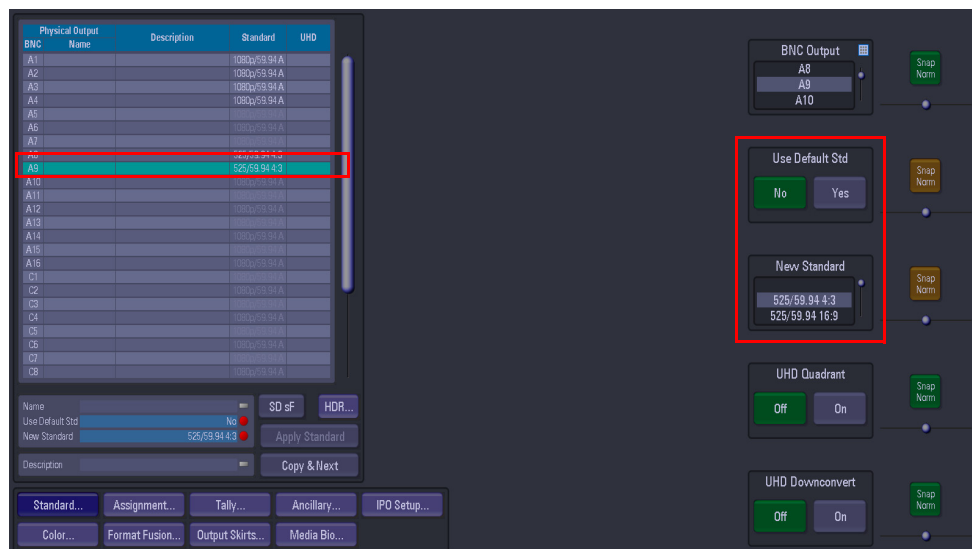 Physical Output
BNC Name Description Standard UHD
A1 1080p/59.94 A
A2 1080p/59.94 A
A3 1080p/59.94 A
A4 1080p/59.94 A
A5
A6 1080p/59.94 A
A7
A8 525/59.94 4:3
A9 525/59.94 4:3
A10 1080p/59.94 A
A11
A12 1080p/59.94 A
A13
A14 1080p/59.94 A
A15
A16 1080p/59.94 A
C1
C2 1080p/59.94 A
C3
C4 1080p/59.94 A
C5
C6 1080p/59.94 A
C7
C8 1080p/59.94 A
Name
SD sF HDR...
Use Default Std No
New Standard 525/59.94 4:3
Apply Standard
Description
Copy & Next
Standard... Assignment... Tally... Ancillary... IPO Setup...
Color... Format Fusion... Output Skirts... Media Bio...
BNC Output
A8
A9
A10
Snap
Norm
Use Default Std
No Yes
Snap
Norm
New Standard
525/59.94 4:3
525/59.94 16:9
Snap
Norm
UHD Quadrant
Off On
Snap
Norm
UHD Downconvert
Off On
Snap
Norm